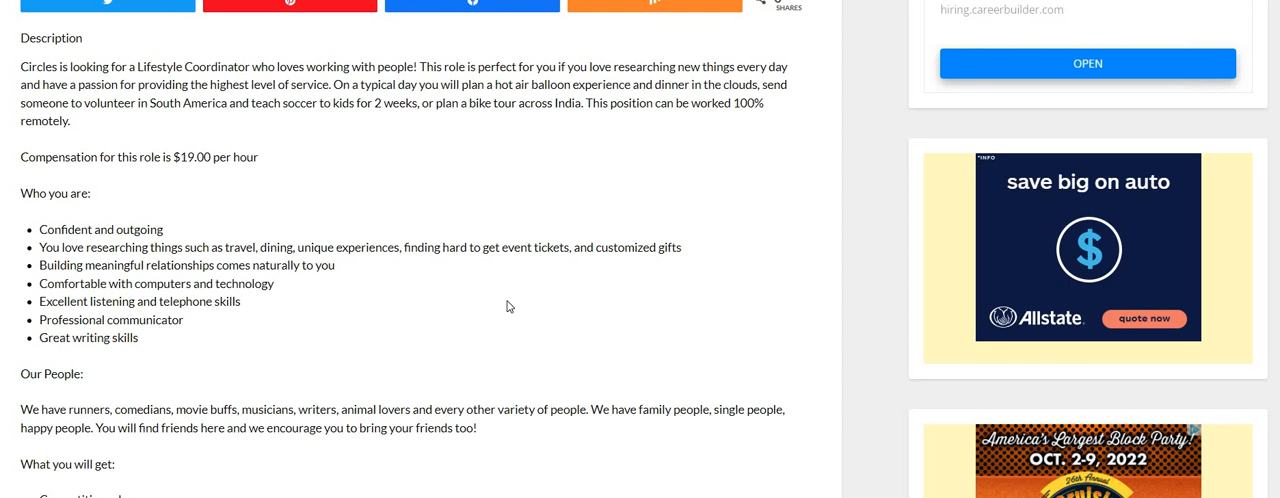 SHARES
Description
Circles is looking for a Lifestyle Coordinator who loves working with people! This role is perfect for you if you love researching new things every day
and have a passion for providing the highest level of service. On a typical day you will plan a hot air balloon experience and dinner in the clouds, send
someone to volunteer in South America and teach soccer to kids for 2 weeks, or plan a bike tour across India. This position can be worked 100%
remotely.
Compensation for this role is $19.00 per hour
Who you are:
• Confident and outgoing
• You love researching things such as travel, dining, unique experiences, finding hard to get event tickets, and customized gifts
• Building meaningful relationships comes naturally to you
• Comfortable with computers and technology
• Excellent listening and telephone skills
• Professional communicator
• Great writing skills
Our People:
We have runners, comedians, movie buffs, musicians, writers, animal lovers and every other variety of people. We have family people, single people,
happy people. You will find friends here and we encourage you to bring your friends too!
What you will get:
hiring.careerbuilder.com
OPEN
*INFO
save big on auto
$
Allstate
quote now
America's Largest Block Party!
OCT. 2-9, 2022
26th Annual